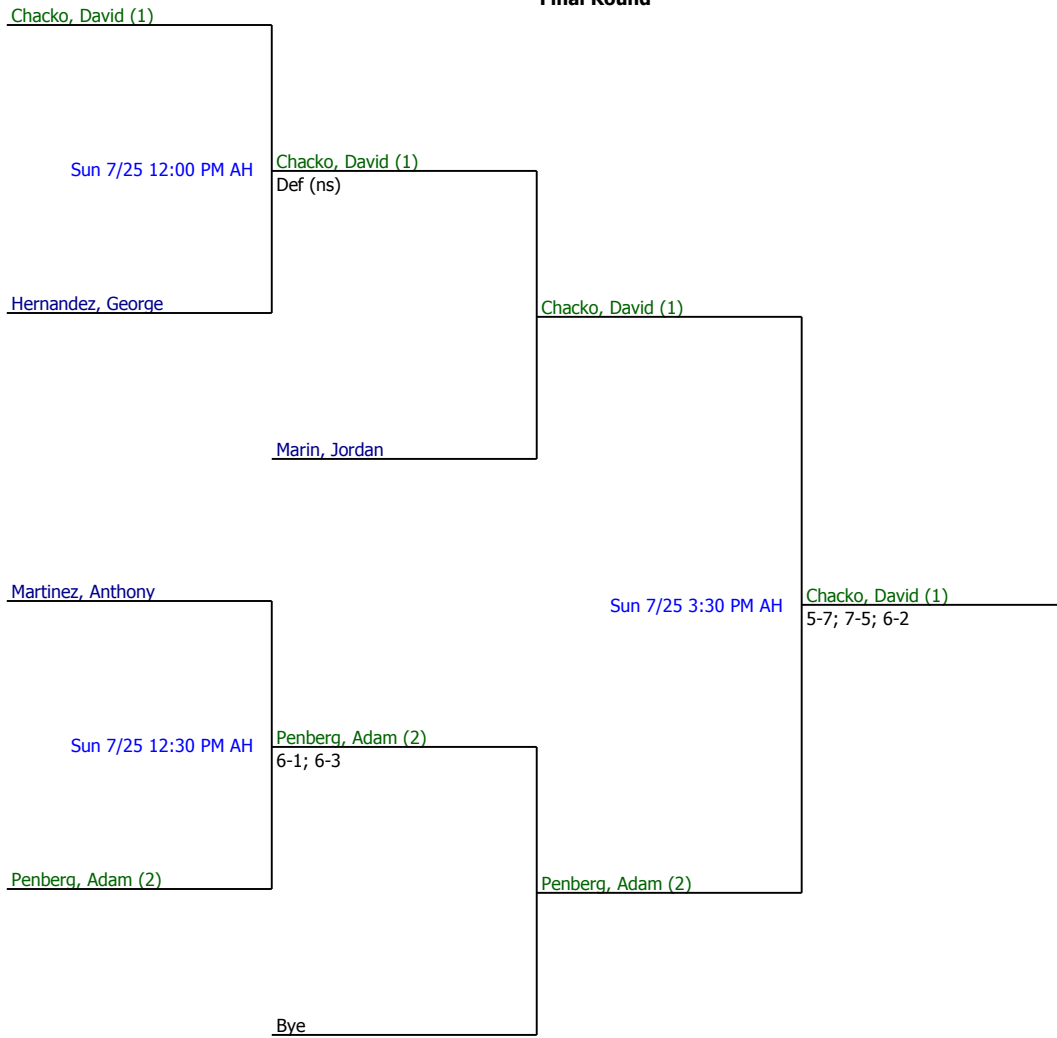 Final Round
Chacko, David (1)
Sun 7/25 12:00 PM AH
Chacko, David (1)
Def (ns)
Hernandez, George
Chacko, David (1)
Marin, Jordan
Martinez, Anthony
Sun 7/25 3:30 PM AH
Chacko, David (1)
5-7; 7-5; 6-2
Sun 7/25 12:30 PM AH
Penberg, Adam (2)
6-1; 6-3
Penberg, Adam (2)
Penberg, Adam (2)
Bye